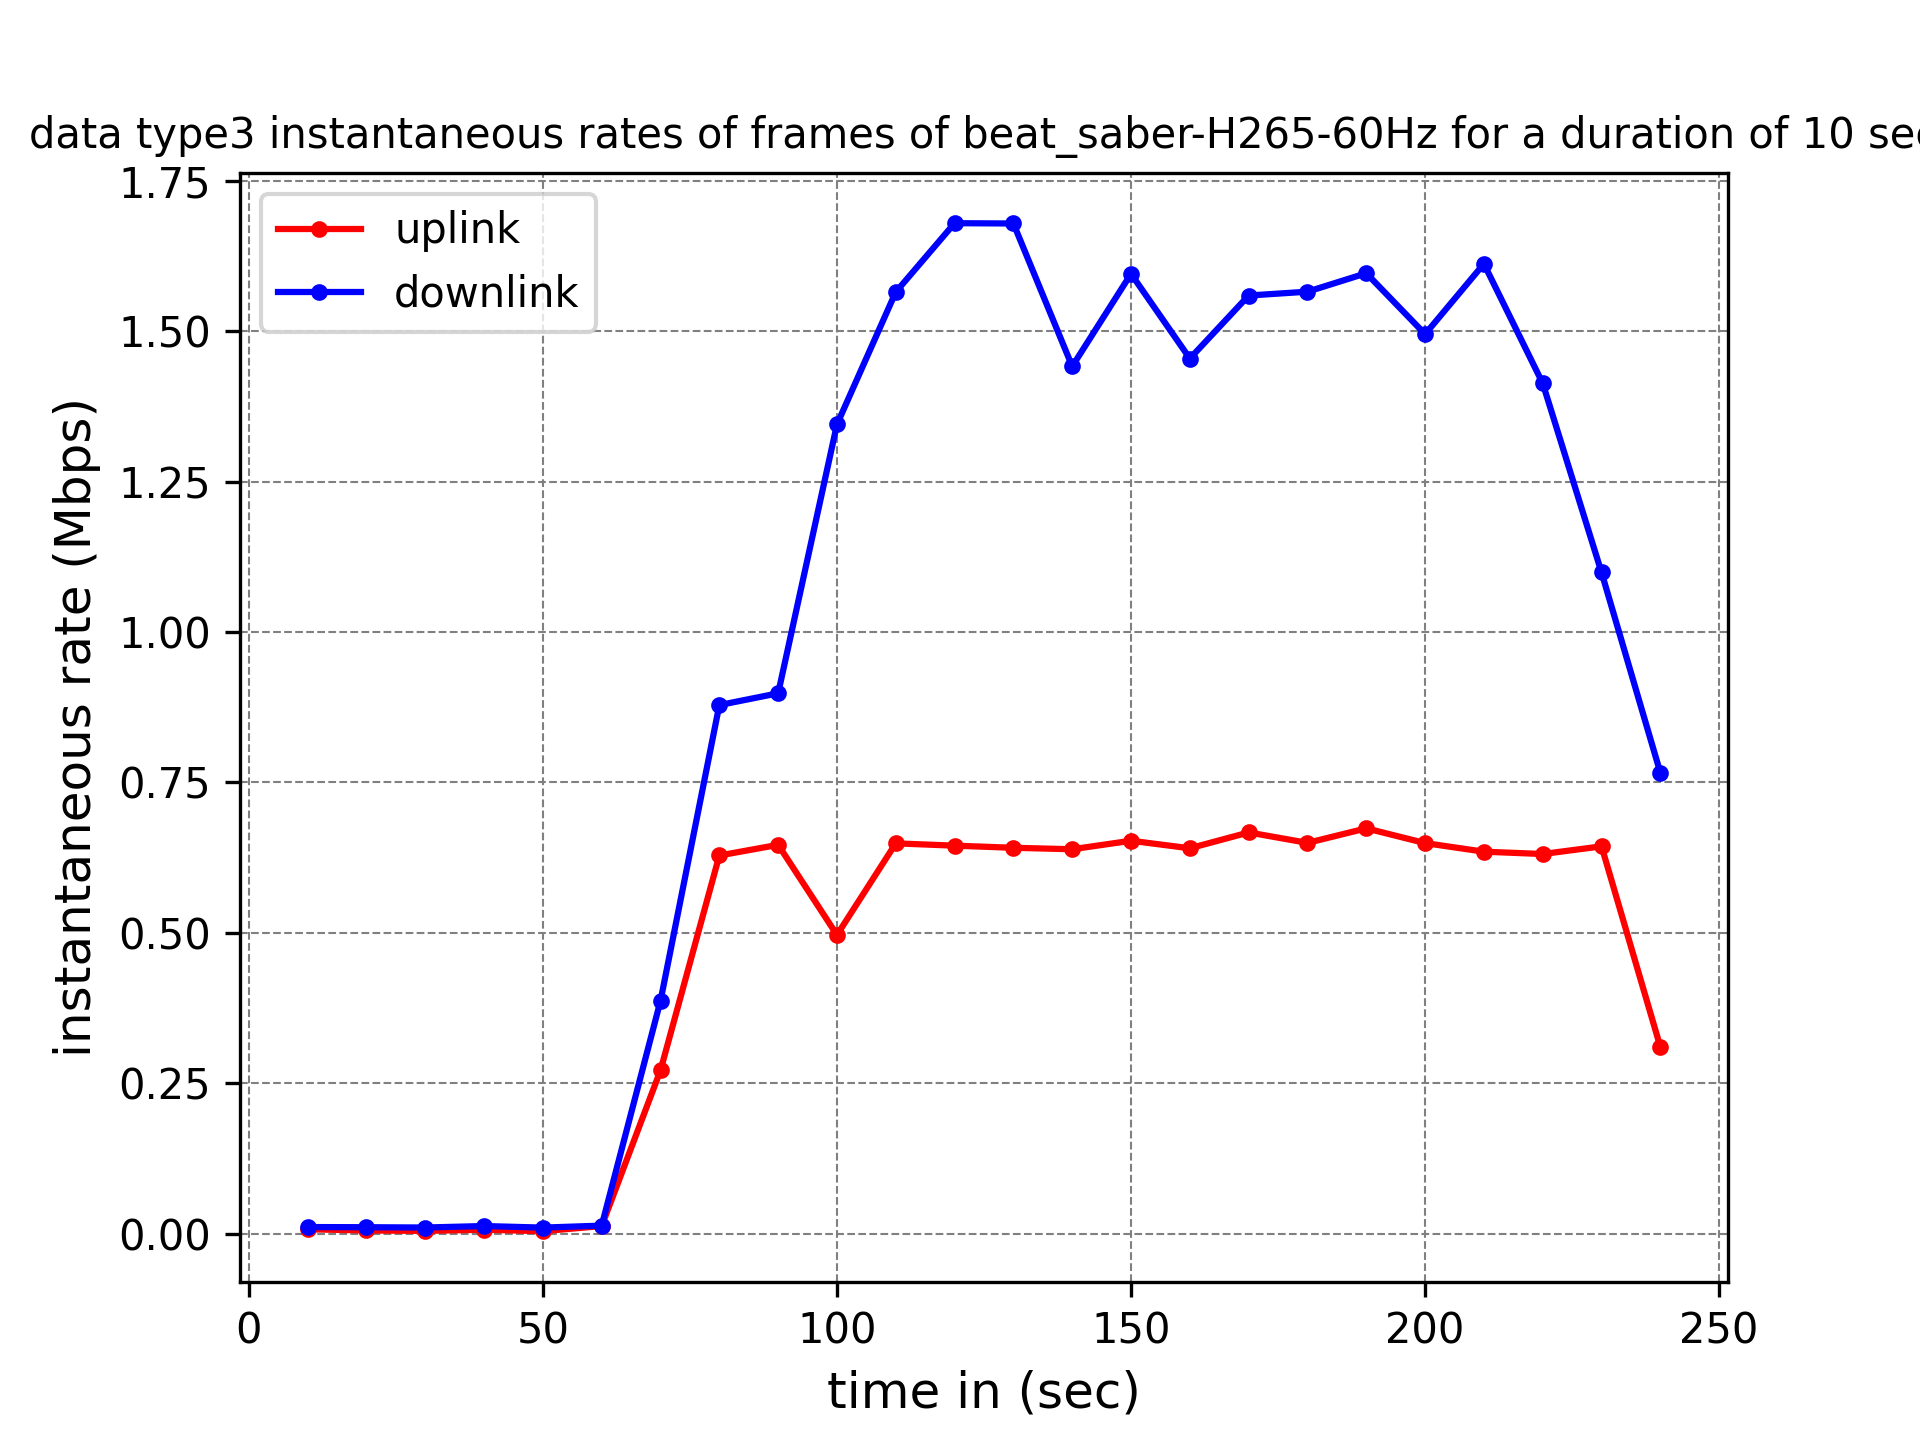 data type3 instantaneous rates of frames of beat_saber-H265-60Hz for a duration of 10
uplink
downlink
1.75
1.50
1.25
1.00
0.75
0.50
0.25
0.00
instantaneous rate (Mbps)
0 50 100 150 200 250
time in (sec)